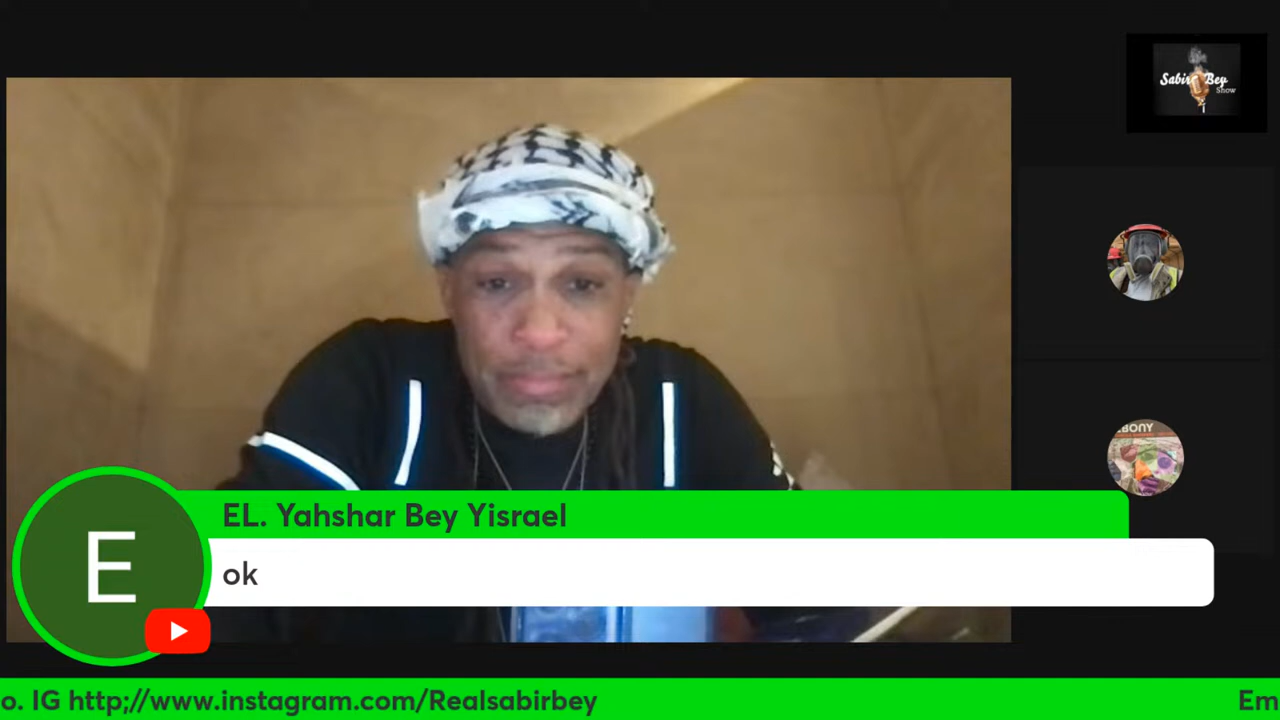 Sabir Bey
Show
EBONY
EL. Yahshar Bey Yisrael
E
ok
o. IG http;//www.instagram.com/Realsabirbey
Em